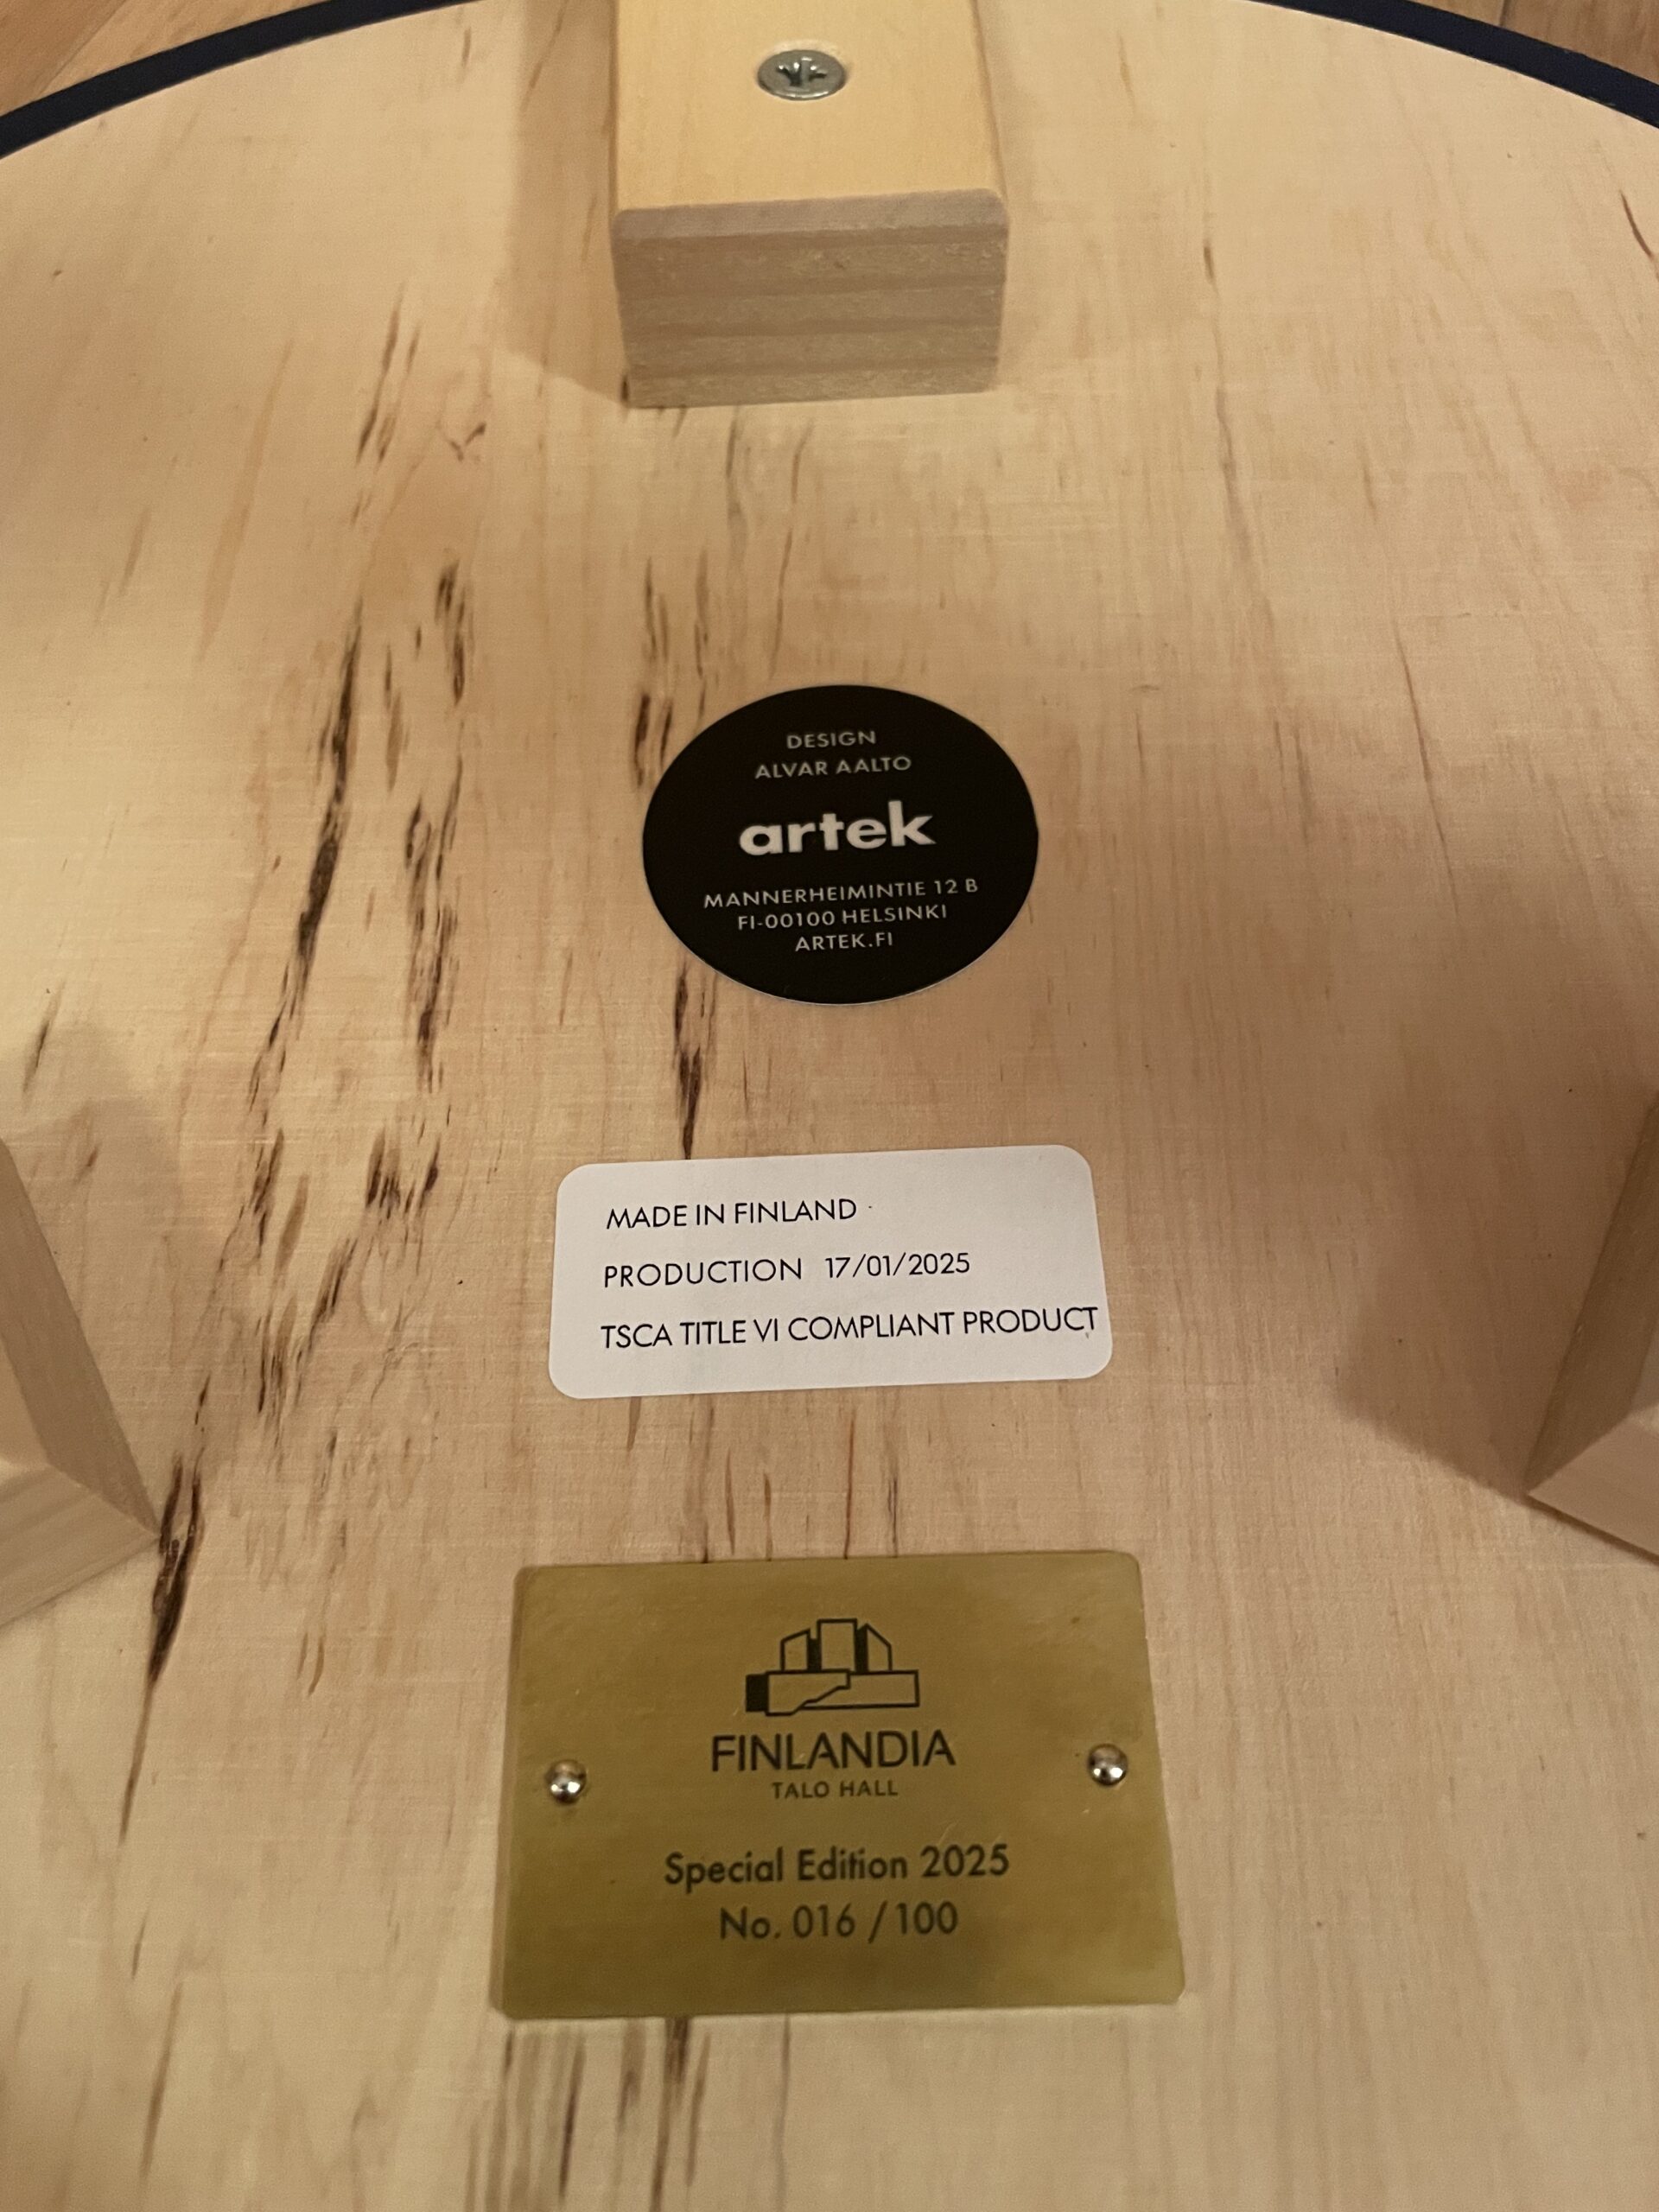 DESIGN
ALVAR AALTO
artek
MANNERHEIMINTIE 12 B
FI-00100 HELSINKI
ARTEK.FI
MADE IN FINLAND
PRODUCTION 17/01/2025
TSCA TITLE VI COMPLIANT PRODUCT
FINLANDIA
TALO HALL
Special Edition 2025
No. 016 / 100